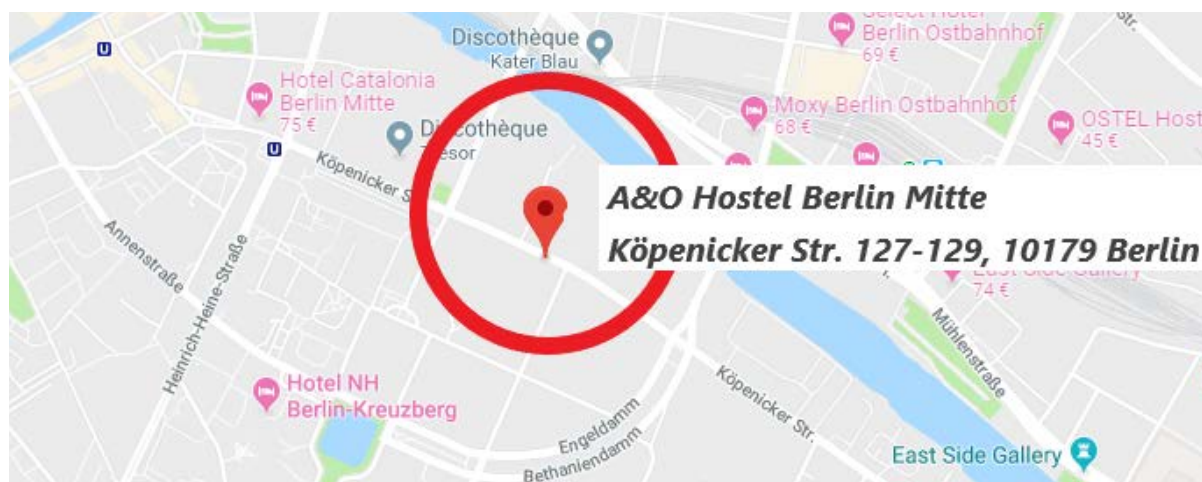 Select Hotel
Berlin Ostbahnhof
69 €
Str.
U
Discothèque
Kater Blau
Hotel Catalonia
Berlin Mitte
75 €
Moxy Berlin Ostbahnhof
68 €
OSTEL Host
45 €
Discothèque
Tresor
U
Köpenicker S
A&O Hostel Berlin Mitte
Köpenicker Str. 127-129, 10179 Berlin
East Side Gallery
74 €
Annenstraße
Heinrich-Heine-Straße
Mühlenstraße
Hotel NH
Berlin-Kreuzberg
Köpenicker Str.
Engeldamm
Bethaniendamm
East Side Gallery